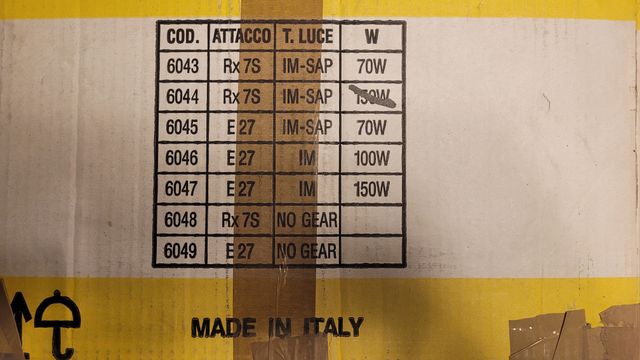 COD. ATTACCO T. LUCE W
6043 Rx 7S IM-SAP 70W
6044 Rx 7S IM-SAP 150W
6045 E 27 IM-SAP 70W
6046 E 27 IM 100W
6047 E 27 IM 150W
6048 Rx 7S NO GEAR
6049 E 27 NO GEAR
MADE IN ITALY